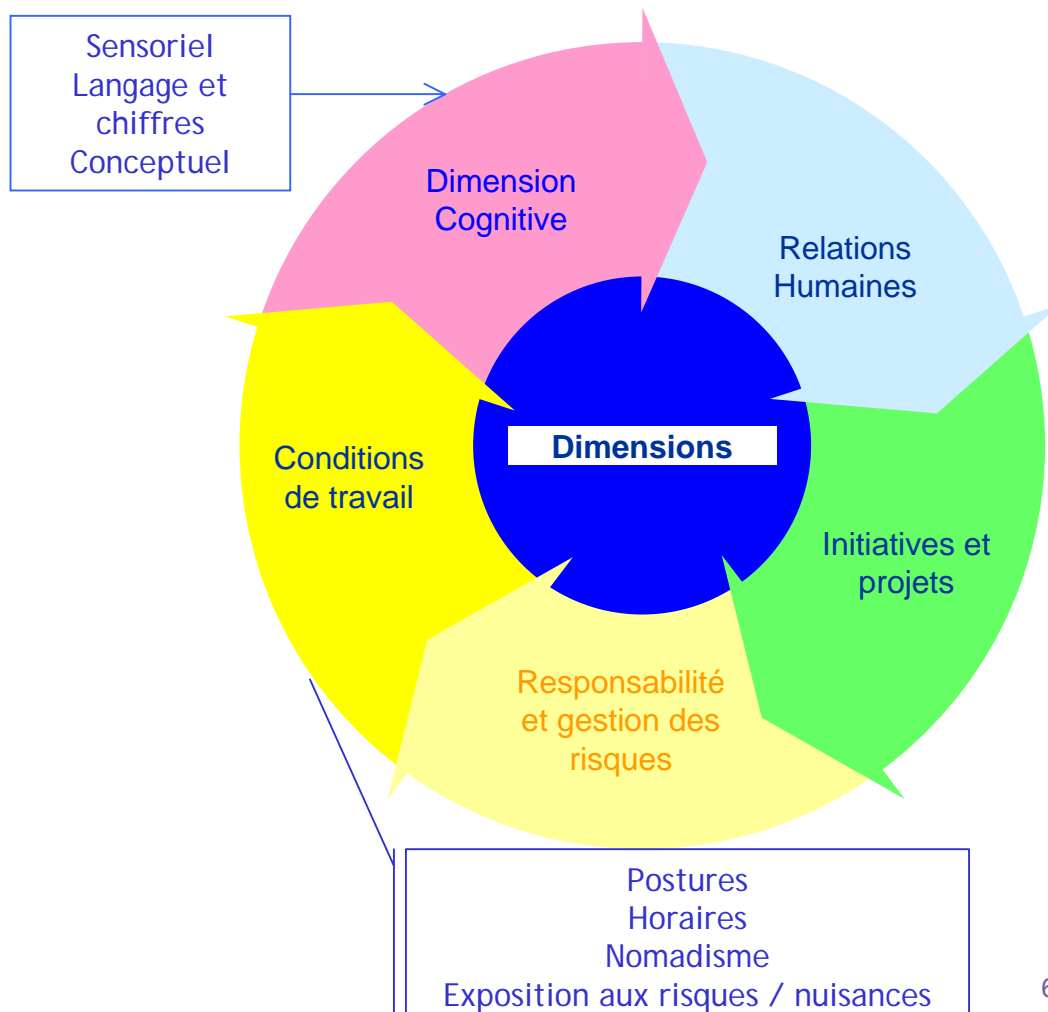 Sensoriel
Langage et
chiffres
Conceptuel
Dimension
Cognitive
Relations
Humaines
Dimensions
Conditions
de travail
Initiatives et
projets
Responsabilité
et gestion des
risques
Postures
Horaires
Nomadisme
Exposition aux risques / nuisances
6